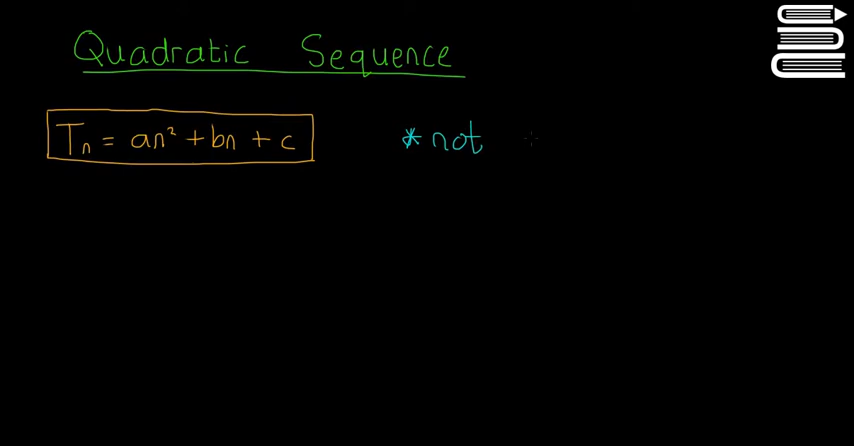 Quadratic Sequence
Tₙ = an² + bn + c
* not